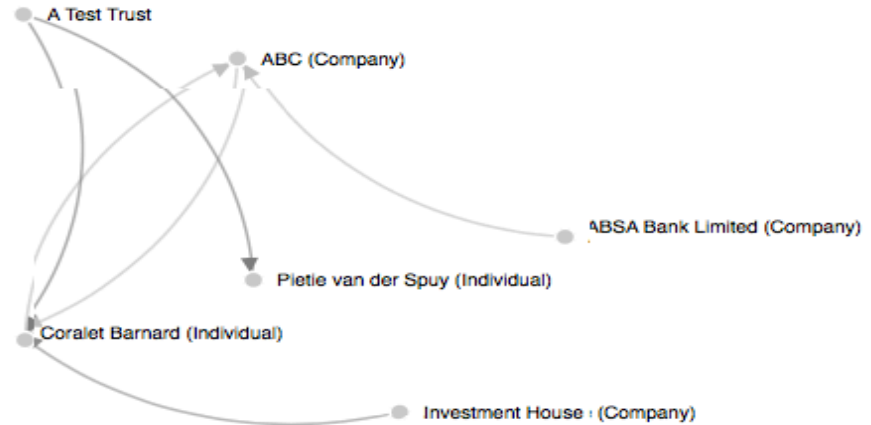 A Test Trust
ABC (Company)
ABSA Bank Limited (Company)
Pietie van der Spuy (Individual)
Coralet Barnard (Individual)
Investment House : (Company)